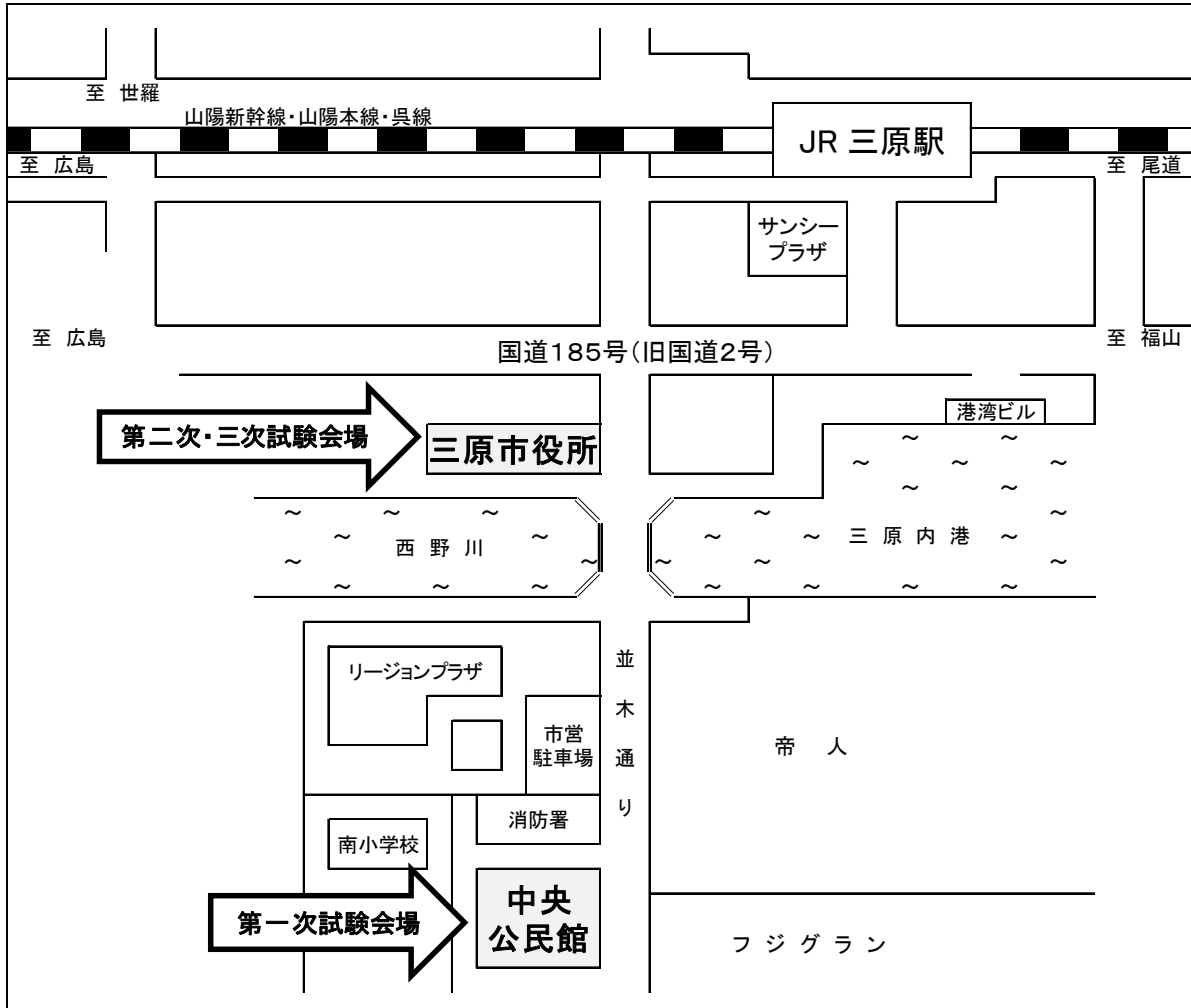 至 世羅
山陽新幹線・山陽本線・呉線
JR 三原駅
至 広島
至 尾道
サンシー
プラザ
至 広島
至 福山
国道185号(旧国道2号)
港湾ビル
第二次・三次試験会場
三原市役所
西野川
三原内港
リージョンプラザ
並木通り
市営
駐車場
帝人
消防署
南小学校
第一次試験会場
中央
公民館
フジグラン